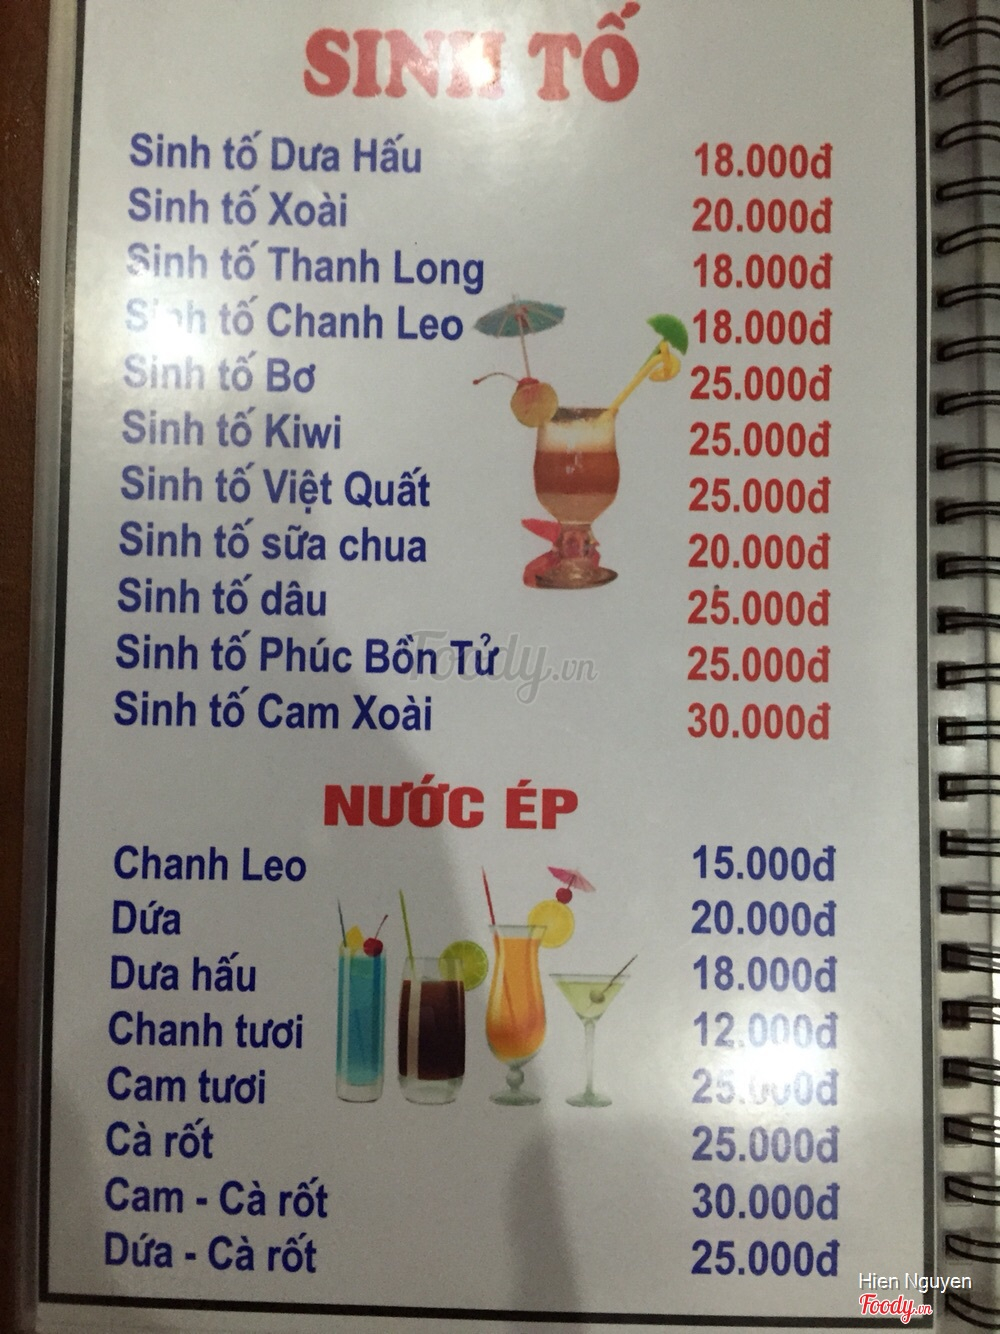 SINH TỐ
Sinh tố Dưa Hấu 18.000đ
Sinh tố Xoài 20.000đ
Sinh tố Thanh Long 18.000đ
Sinh tố Chanh Leo 18.000đ
Sinh tố Bơ 25.000đ
Sinh tố Kiwi 25.000đ
Sinh tố Việt Quất 25.000đ
Sinh tố sữa chua 20.000đ
Sinh tố dâu 25.000đ
Sinh tố Phúc Bồn Tử 25.000đ
Foody.vn
Sinh tố Cam Xoài 30.000đ
NƯỚC ÉP
Chanh Leo 15.000đ
Dứa 20.000đ
Dưa hấu 18.000đ
Chanh tươi 12.000đ
Cam tươi 25.000đ
Cà rốt 25.000đ
Cam - Cà rốt 30.000đ
Dứa - Cà rốt 25.000đ
Hien Nguyen
Foody.vn